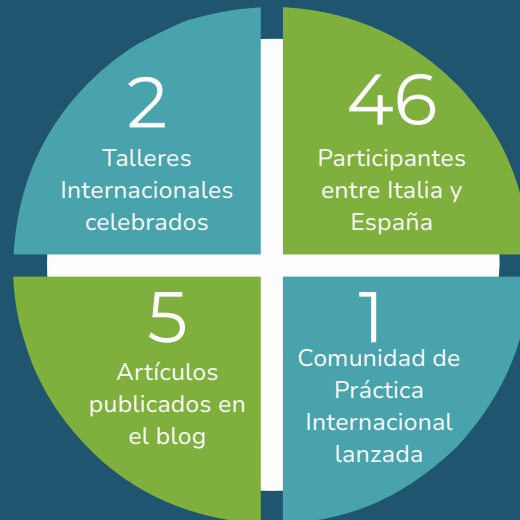 2
Talleres
Internacionales
celebrados
46
Participantes
entre Italia y
España
5
Artículos
publicados en
el blog
1
Comunidad de
Práctica
Internacional
lanzada